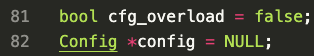 81 bool cfg_overload = false;
82 Config *config = NULL;